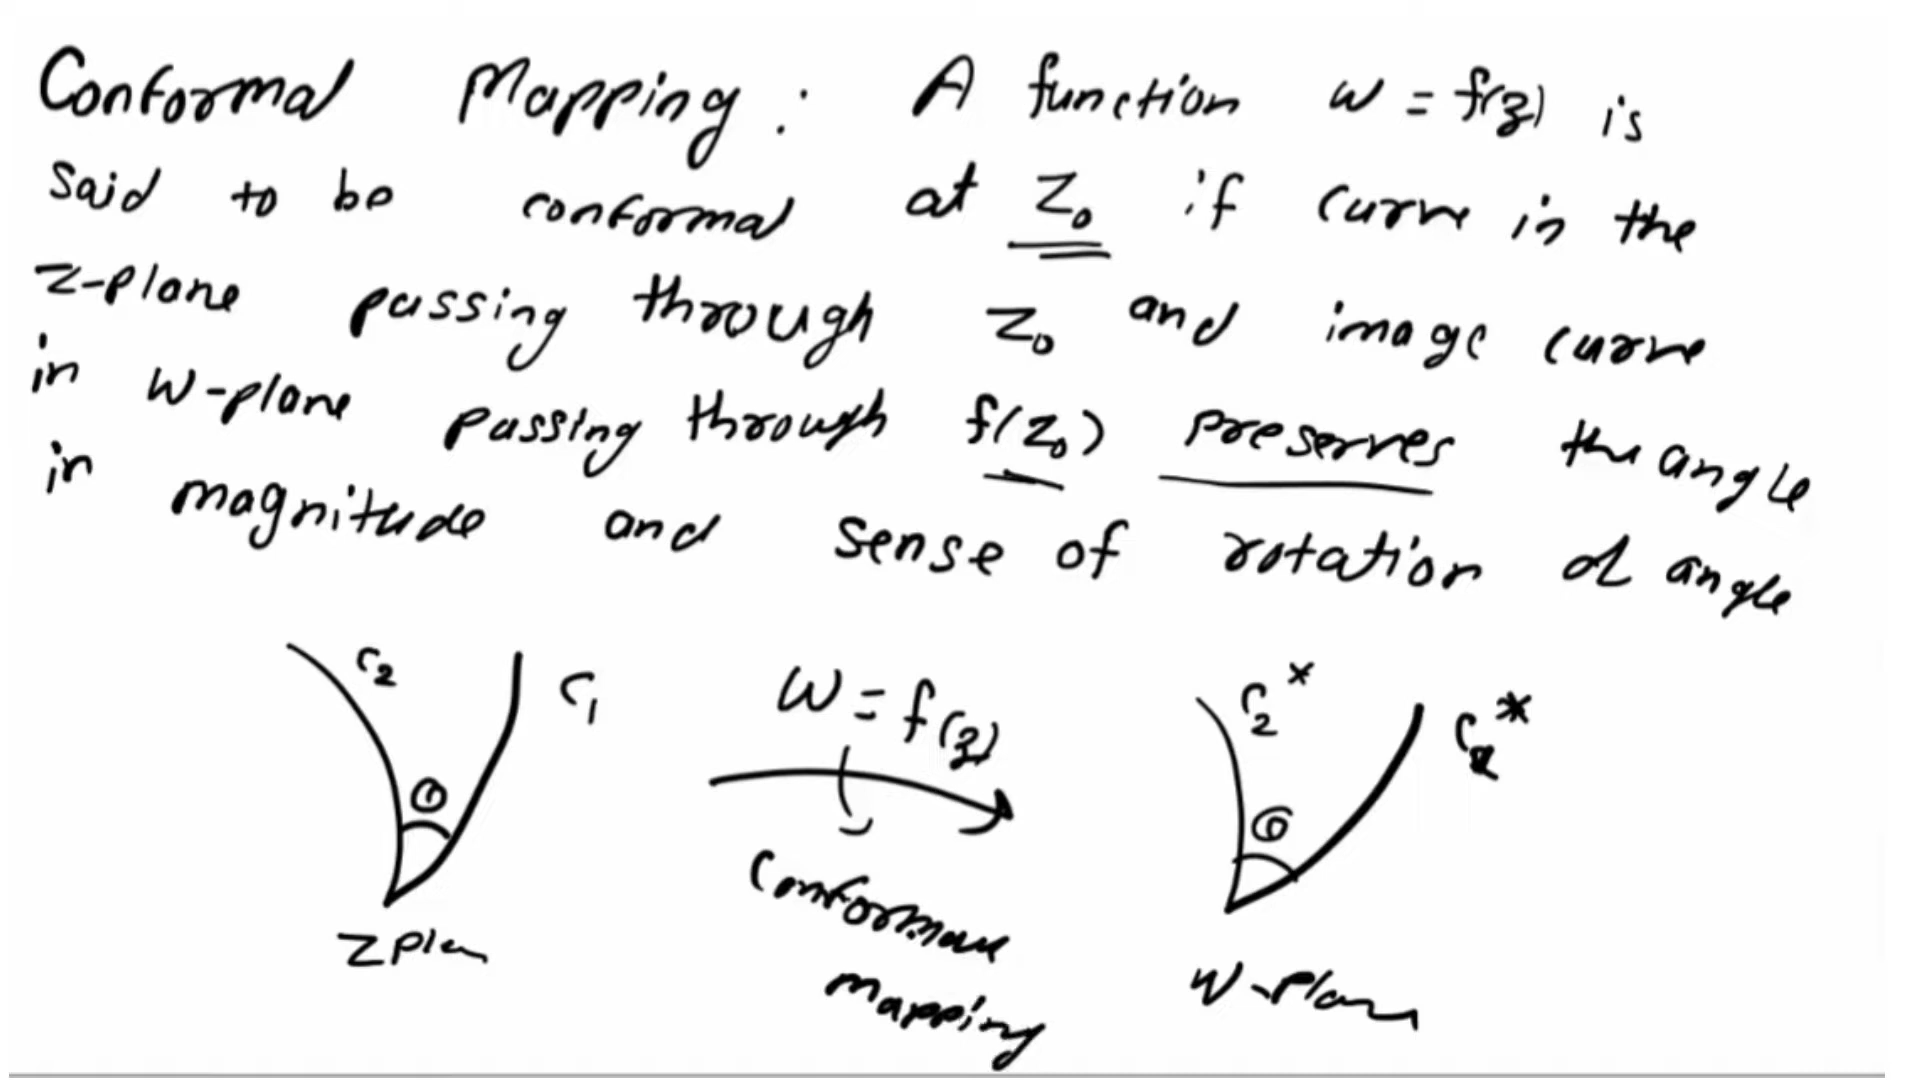 Conformal Mapping : A function w = f(z) is
said to be conformal at z₀ if curve in the
z-plane passing through z₀ and image curve
in w-plane passing through f(z₀) preserves the angle
in magnitude and sense of rotation of angle
C₂ C₁ w = f(z) C₂* C₁*
θ θ
Conformal
mapping
z plan w-plan